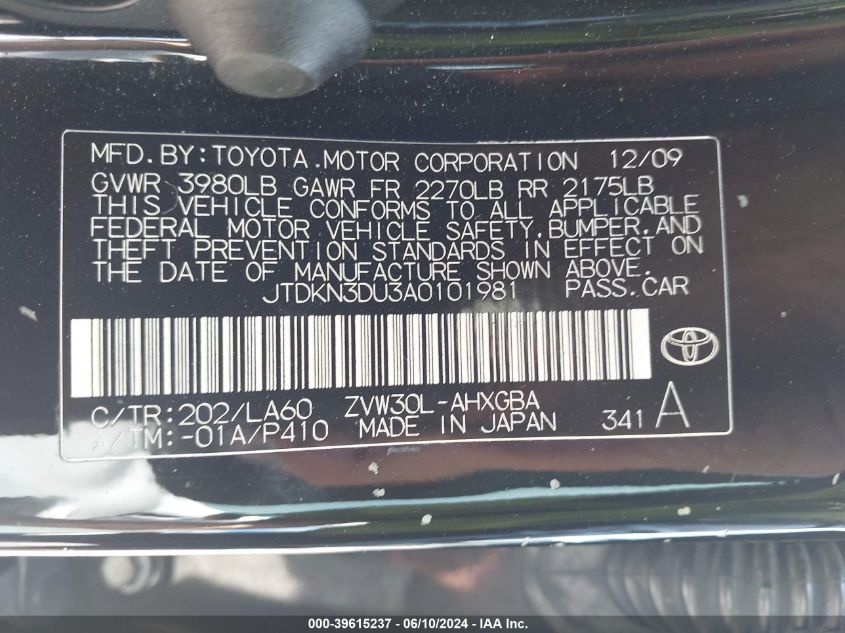 MFD.BY:TOYOTA.MOTOR CORPORATION 12/09
GVWR 3980LB GAWR FR 2270LB RR 2175LB
THIS VEHICLE CONFORMS TO ALL APPLICABLE
FEDERAL MOTOR VEHICLE SAFETY,BUMPER,AND
THEFT PREVENTION STANDARDS IN EFFECT ON
THE DATE OF MANUFACTURE SHOWN ABOVE.
JTDKN3DU3A0101981 PASS.CAR
C/TR:202/LA60 ZVW30L-AHXGBA
A/TM:-01A/P410 MADE IN JAPAN 341 A
000-39615237 - 06/10/2024 - IAA Inc.